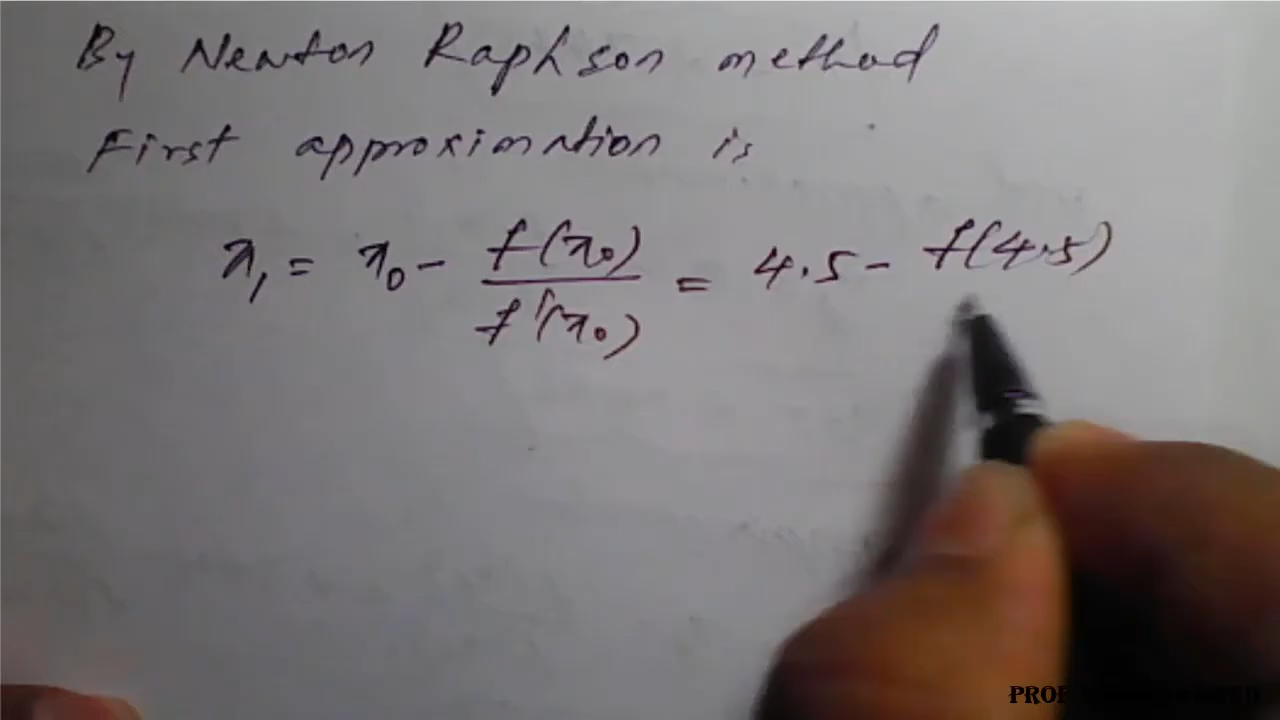 By Newton Raphson method
First approximation is
x₁ = x₀ - f(x₀) / f'(x₀) = 4.5 - f(4.5)